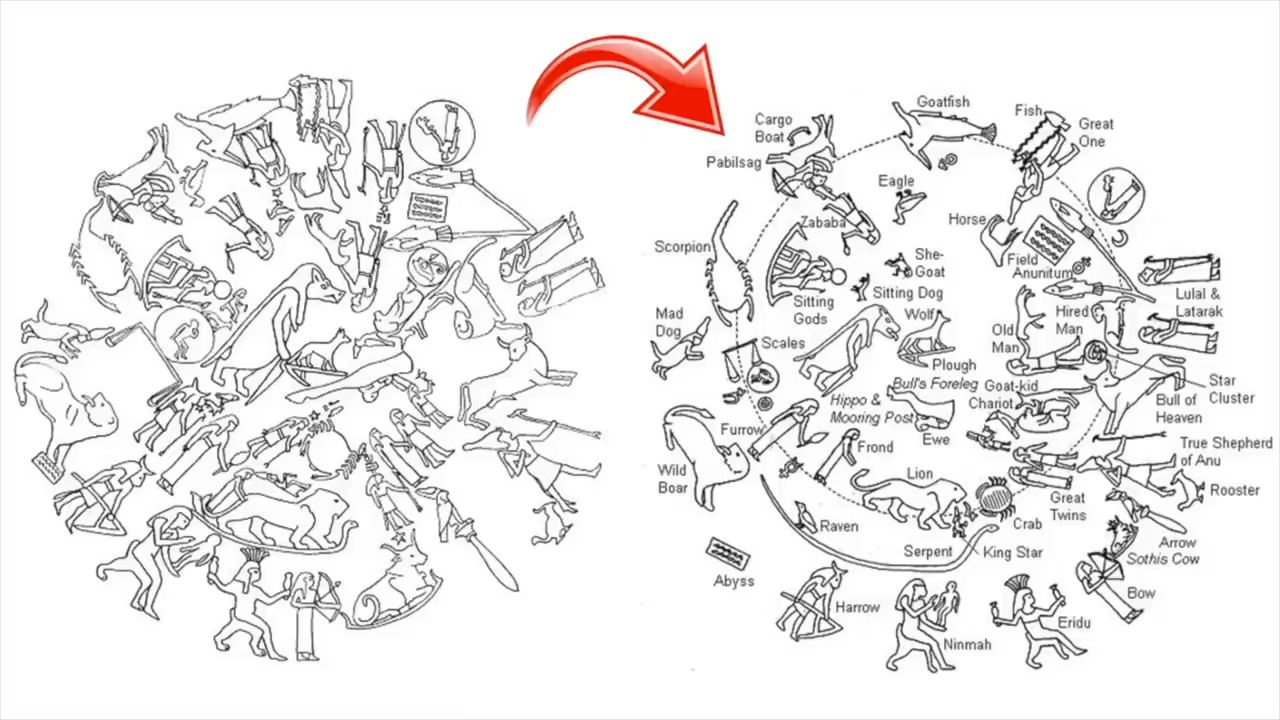 Goatfish
Cargo
Boat
Fish
Great
One
Pabilsag
Eagle
Zababa
Horse
Scorpion
She-
Goat
Field
Anunitum
Sitting
Gods
Sitting Dog
Lulal &
Latarak
Mad
Dog
Wolf
Hired
Man
Old
Man
Scales
Plough
Star
Cluster
Bull's Foreleg
Goat-kid
Chariot
Bull of
Heaven
Hippo &
Mooring Post
Ewe
Furrow
Frond
True Shepherd
of Anu
Wild
Boar
Lion
Great
Twins
Rooster
Raven
Crab
Serpent
King Star
Arrow
Sothis Cow
Abyss
Harrow
Bow
Eridu
Ninmah